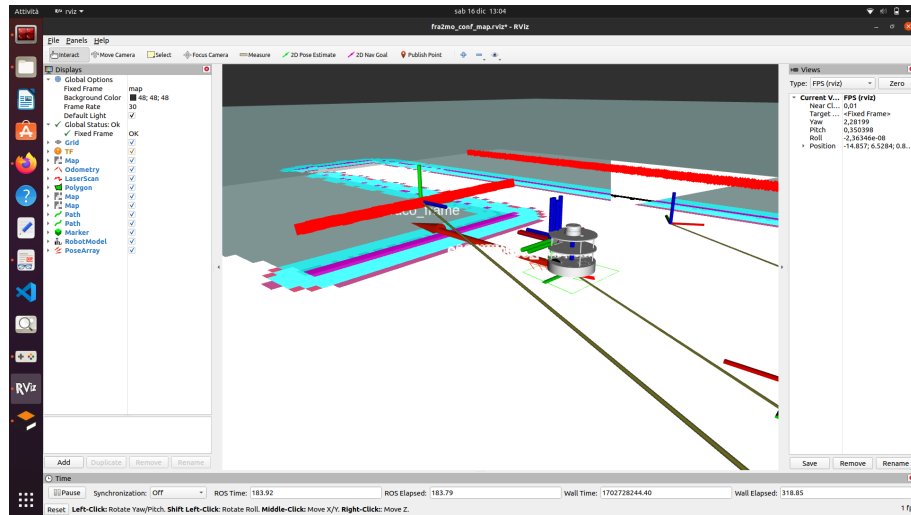 Attività
RViz rviz
sab 16 dic 13:04
fra2mo_conf_map.rviz* - RViz
File Panels Help
Interact Move Camera Select Focus Camera Measure 2D Pose Estimate 2D Nav Goal Publish Point
Displays
Global Options
Fixed Frame map
Background Color 48; 48; 48
Frame Rate 30
Default Light
Global Status: Ok
Fixed Frame OK
Grid
TF
Map
Odometry
LaserScan
Polygon
Map
Map
Path
Path
Marker
RobotModel
PoseArray
Add Duplicate Remove Rename
Views
Type: FPS (rviz) Zero
Current V... FPS (rviz)
Near Cl... 0,01
Target ... <Fixed Frame>
Yaw 2,28199
Pitch 0,350398
Roll -2,36346e-08
Position -14.857; 6.5284; 0.8...
Save Remove Rename
RViz
Time
Pause Synchronization: Off ROS Time: 183.92 ROS Elapsed: 183.79 Wall Time: 1702728244.40 Wall Elapsed: 318.85
Reset Left-Click: Rotate Yaw/Pitch. Shift Left-Click: Rotate Roll. Middle-Click: Move X/Y. Right-Click:: Move Z.